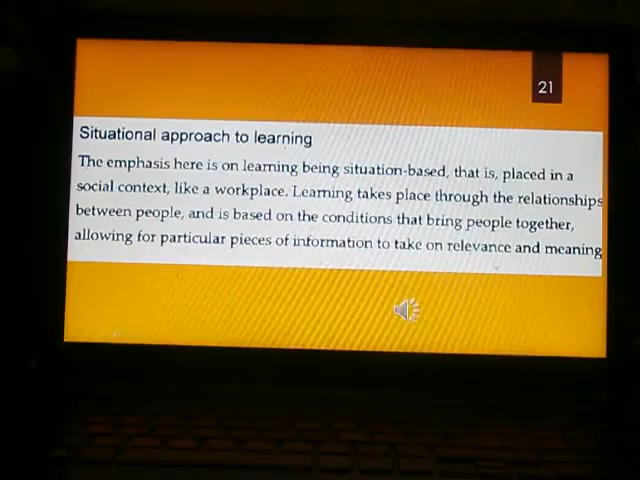 21
Situational approach to learning
The emphasis here is on learning being situation-based, that is, placed in a
social context, like a workplace. Learning takes place through the relationships
between people, and is based on the conditions that bring people together,
allowing for particular pieces of information to take on relevance and meaning